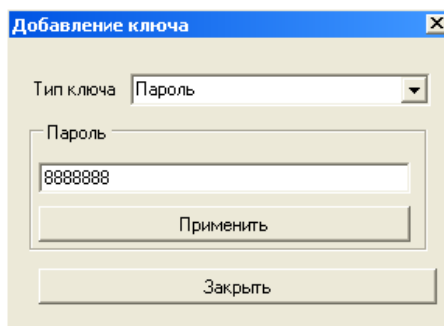 Добавление ключа
Тип ключа Пароль
Пароль
8888888
Применить
Закрыть